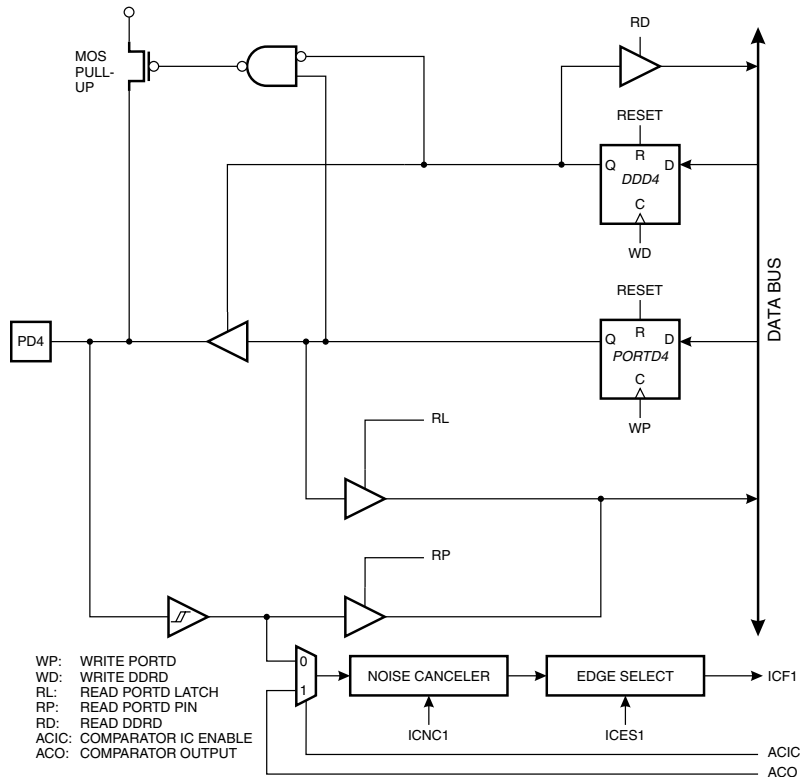 RD
MOS
PULL-
UP
RESET
R
Q
D
DDD4
C
WD
DATA BUS
RESET
R
Q
D
PORTD4
C
WP
PD4
RL
RP
WP: WRITE PORTD
WD: WRITE DDRD
RL: READ PORTD LATCH
RP: READ PORTD PIN
RD: READ DDRD
ACIC: COMPARATOR IC ENABLE
ACO: COMPARATOR OUTPUT
0
1
NOISE CANCELER
EDGE SELECT
ICF1
ICNC1
ICES1
ACIC
ACO